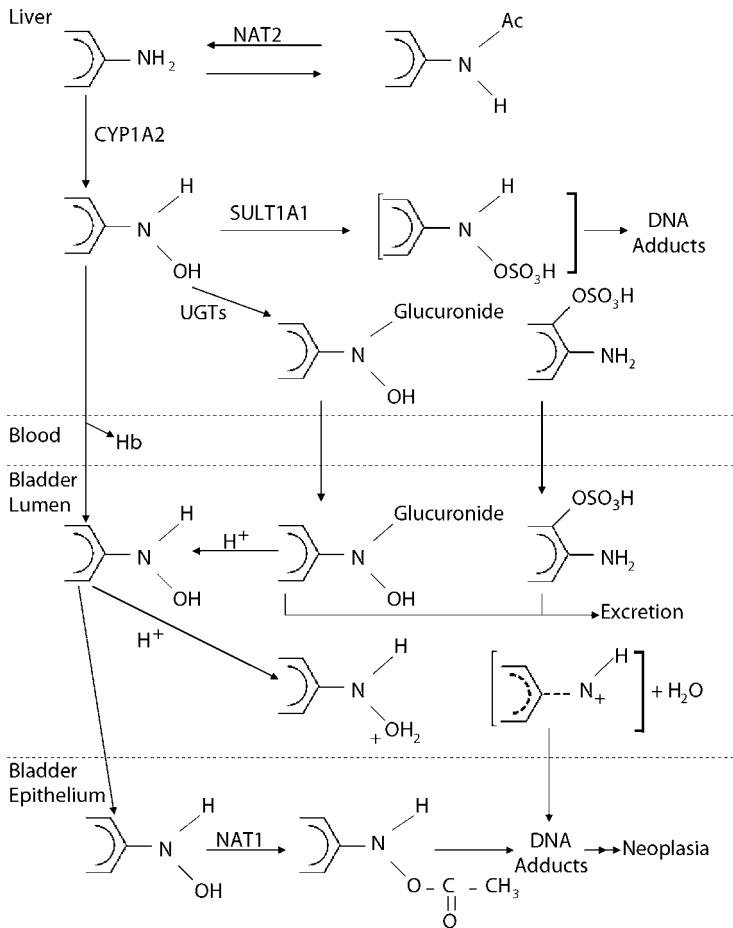 Liver
NAT2
NH2
Ac
N
H
CYP1A2
H
N
OH
SULT1A1
H
N
OSO3H
DNA
Adducts
UGTs
Glucuronide
N
OH
OSO3H
NH2
Blood
Hb
Bladder
Lumen
H
N
OH
H+
Glucuronide
N
OH
OSO3H
NH2
Excretion
H+
H
N
OH2
+
H
N+
+ H2O
Bladder
Epithelium
H
N
OH
NAT1
H
N
O - C - CH3
O
DNA
Adducts
Neoplasia